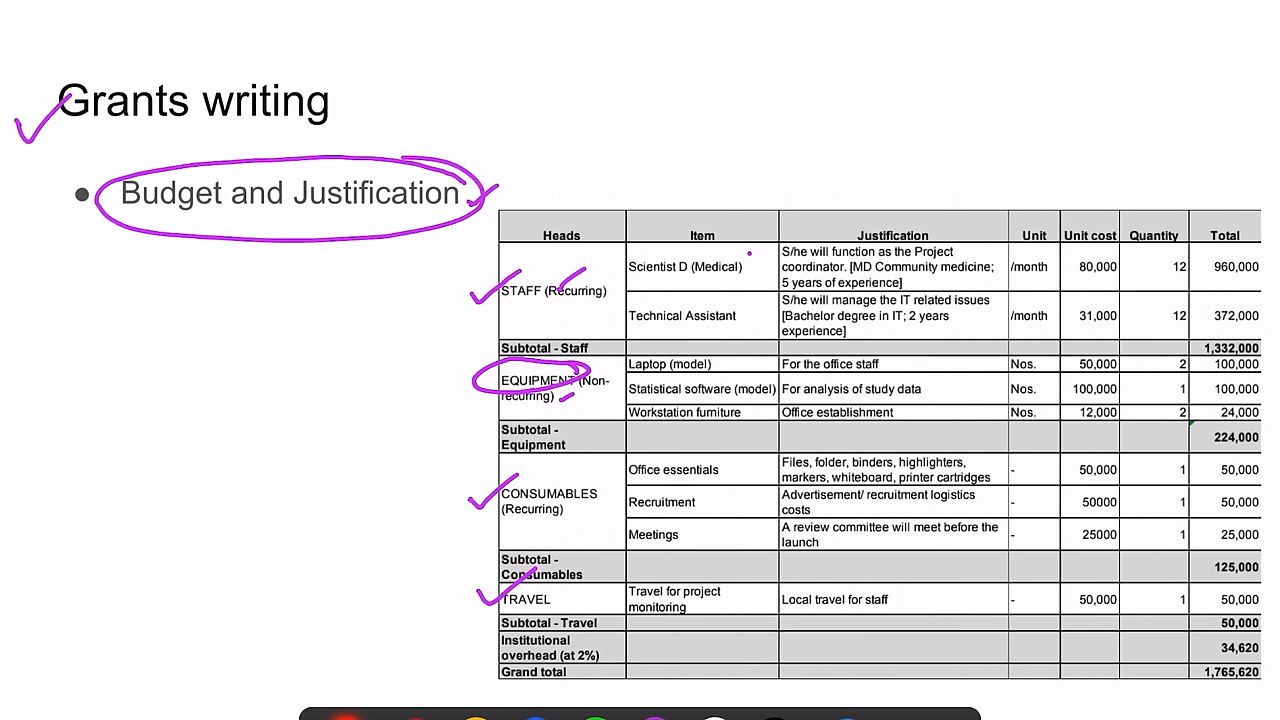 Grants writing
● Budget and Justification
Heads Item Justification Unit Unit cost Quantity Total
STAFF (Recurring) Scientist D (Medical) S/he will function as the Project coordinator. [MD Community medicine; 5 years of experience] /month 80,000 12 960,000
Technical Assistant S/he will manage the IT related issues [Bachelor degree in IT; 2 years experience] /month 31,000 12 372,000
Subtotal - Staff 1,332,000
EQUIPMENT (Non-recurring) Laptop (model) For the office staff Nos. 50,000 2 100,000
Statistical software (model) For analysis of study data Nos. 100,000 1 100,000
Workstation furniture Office establishment Nos. 12,000 2 24,000
Subtotal - Equipment 224,000
CONSUMABLES (Recurring) Office essentials Files, folder, binders, highlighters, markers, whiteboard, printer cartridges - 50,000 1 50,000
Recruitment Advertisement/ recruitment logistics costs - 50000 1 50,000
Meetings A review committee will meet before the launch - 25000 1 25,000
Subtotal - Consumables 125,000
TRAVEL Travel for project monitoring Local travel for staff - 50,000 1 50,000
Subtotal - Travel 50,000
Institutional overhead (at 2%) 34,620
Grand total 1,765,620